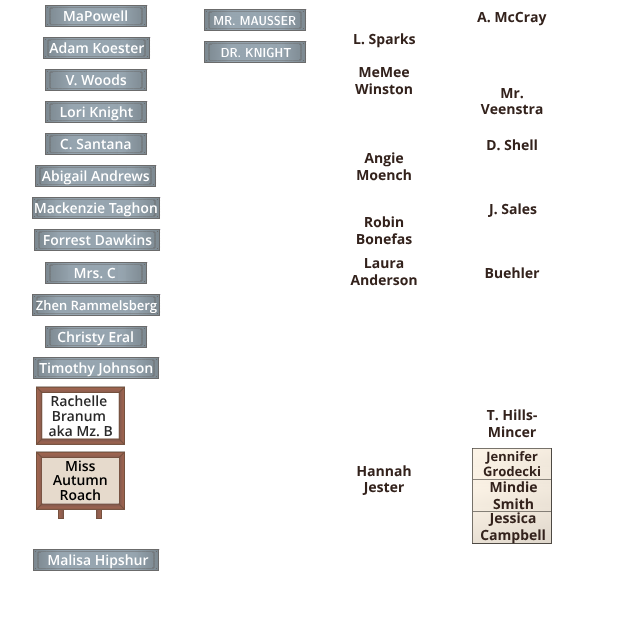 MaPowell
Adam Koester
V. Woods
Lori Knight
C. Santana
Abigail Andrews
Mackenzie Taghon
Forrest Dawkins
Mrs. C
Zhen Rammelsberg
Christy Eral
Timothy Johnson
Rachelle
Branum
aka Mz. B
Miss
Autumn
Roach
Malisa Hipshur
MR. MAUSSER
DR. KNIGHT
L. Sparks
MeMee
Winston
Angie
Moench
Robin
Bonefas
Laura
Anderson
Hannah
Jester
A. McCray
Mr.
Veenstra
D. Shell
J. Sales
Buehler
T. Hills-
Mincer
Jennifer
Grodecki
Mindie
Smith
Jessica
Campbell